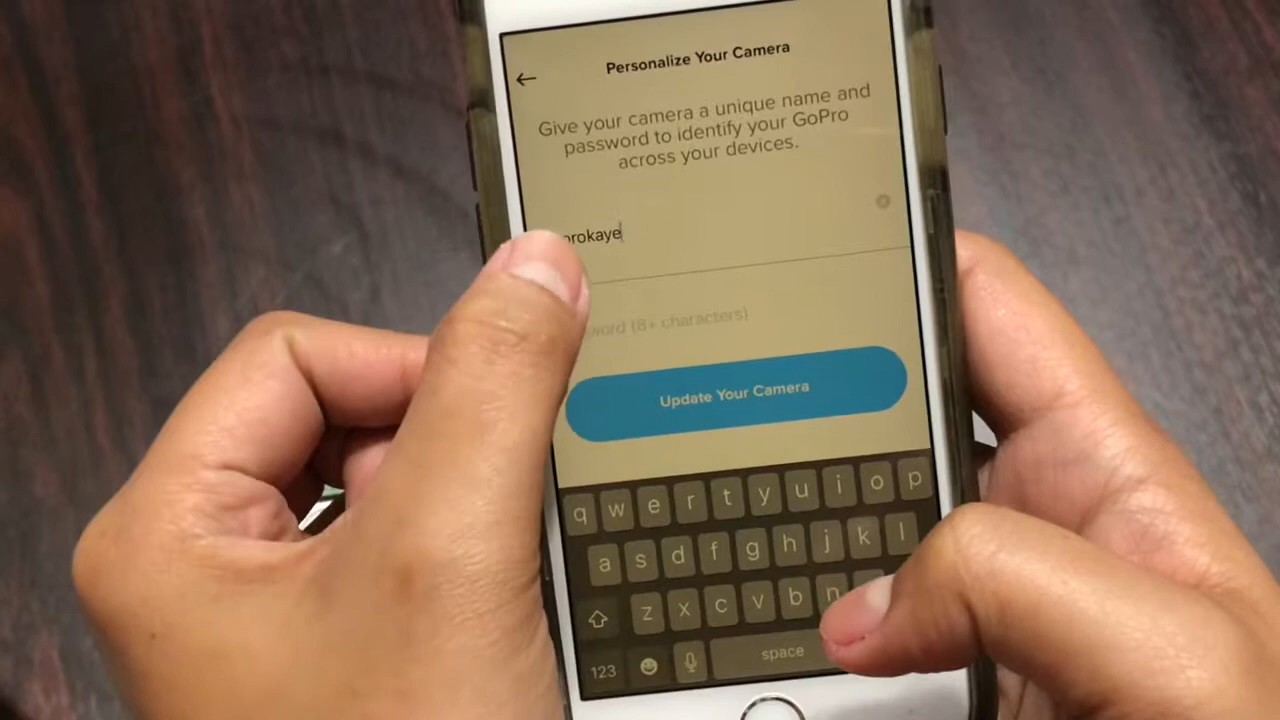 Personalize Your Camera
Give your camera a unique name and
password to identify your GoPro
across your devices.
prokaye
(8+ characters)
Update Your Camera
q w e r t y u i o p
a s d f g h j k l
z x c v b n
123 space